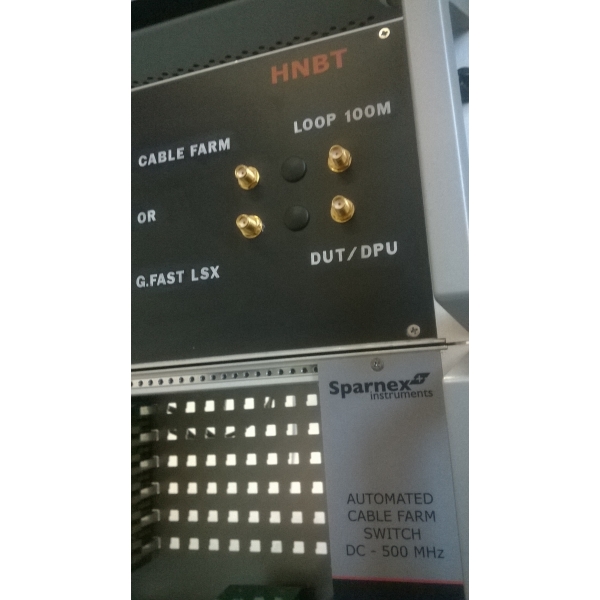 HNBT
LOOP 100M
CABLE FARM
OR
G.FAST LSX
DUT/DPU
Sparnex
instruments
AUTOMATED
CABLE FARM
SWITCH
DC - 500 MHz